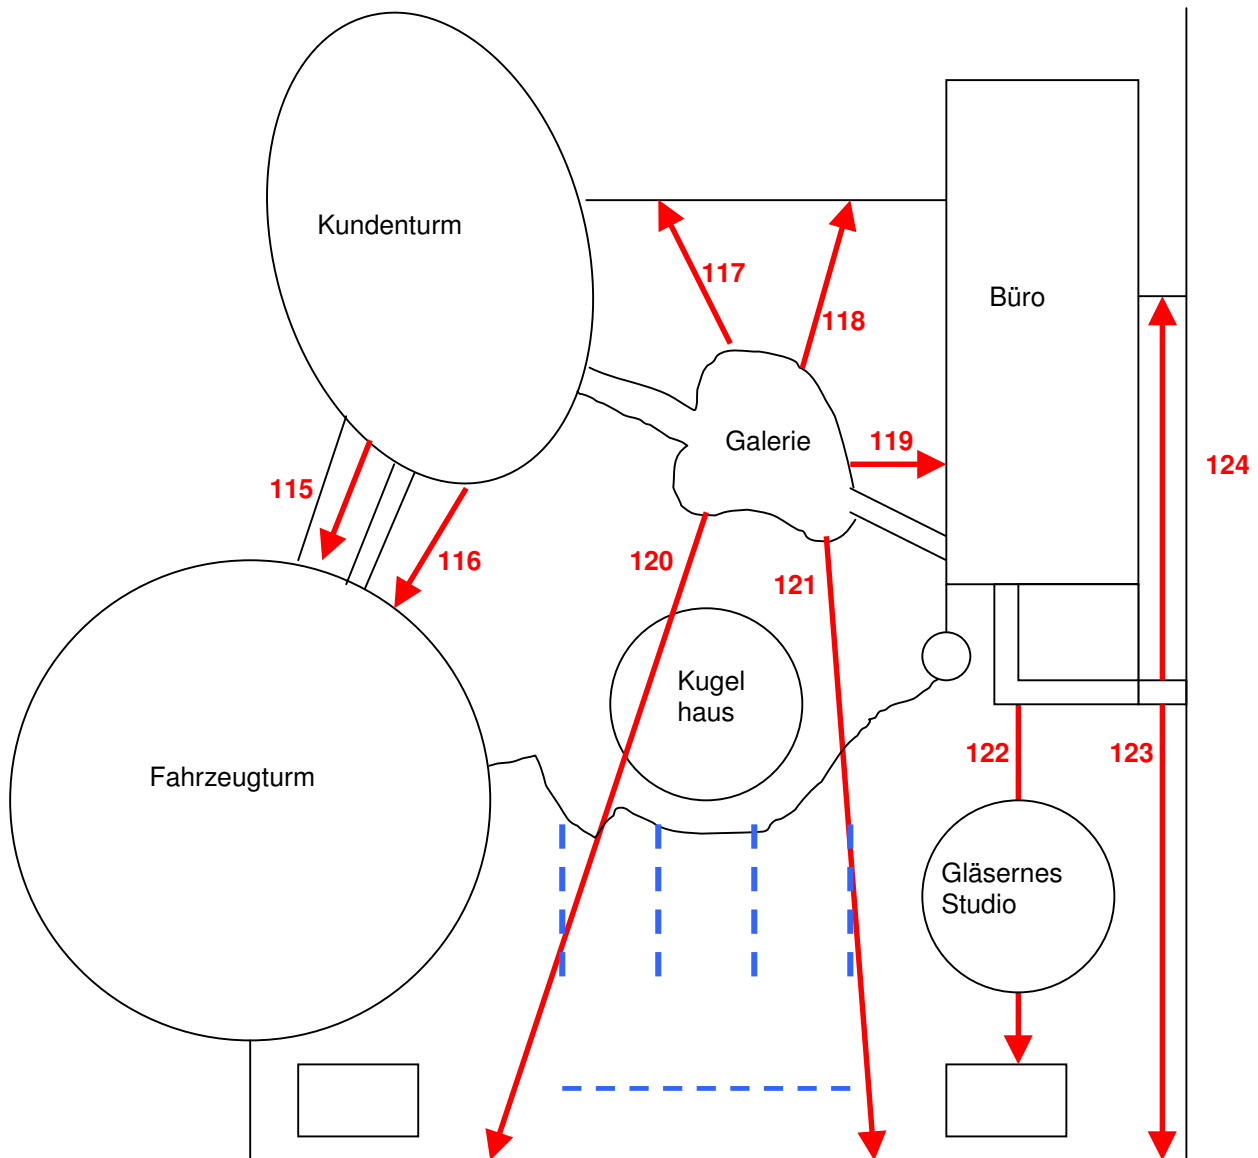 Kundenturm
117
118
Büro
Galerie
119
124
115
116
120
121
Kugel
haus
Fahrzeugturm
122
123
Gläsernes
Studio